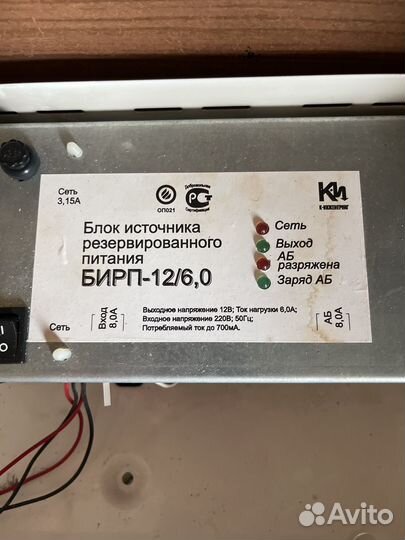 Сеть
3,15А
ОП021
Добровольная
Сертификация
РСТ
КИ
К-ИНЖЕНЕРИНГ
Блок источника
резервированного
питания
БИРП-12/6,0
Сеть
Выход
АБ
разряжена
Заряд АБ
Выходное напряжение 12В; Ток нагрузки 6,0А;
Входное напряжение 220В; 50Гц;
Потребляемый ток до 700мА.
I
O
Сеть
Вход
8,0А
АБ
8,0А
Avito